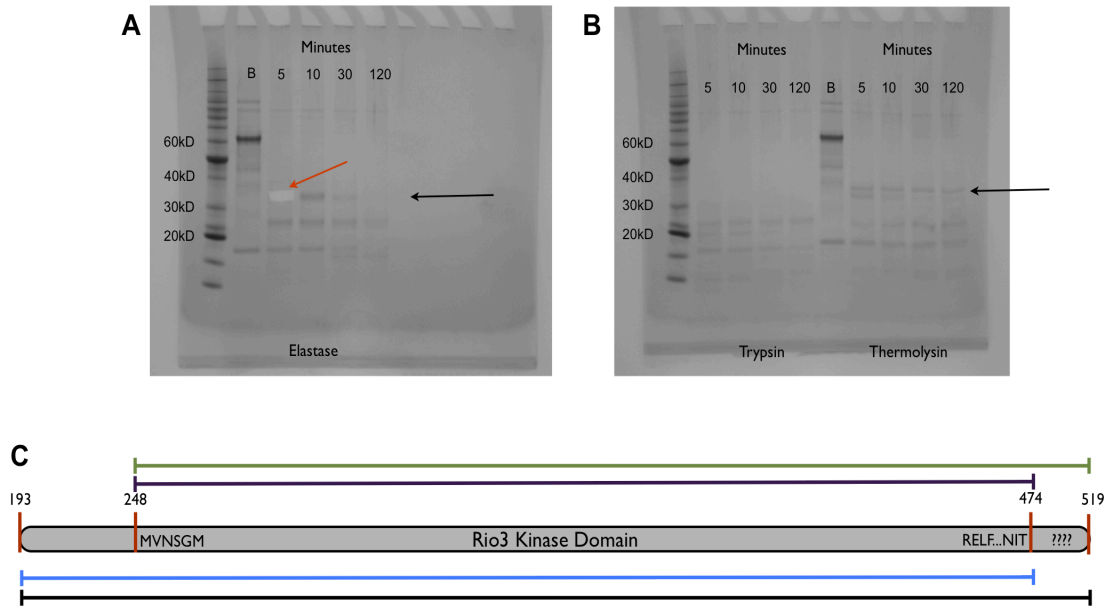 A
Minutes
B 5 10 30 120
60kD
40kD
30kD
20kD
Elastase
B
Minutes Minutes
5 10 30 120 B 5 10 30 120
60kD
40kD
30kD
20kD
Trypsin Thermolysin
C
193 248 474 519
MVNSGM Rio3 Kinase Domain RELF...NIT ????